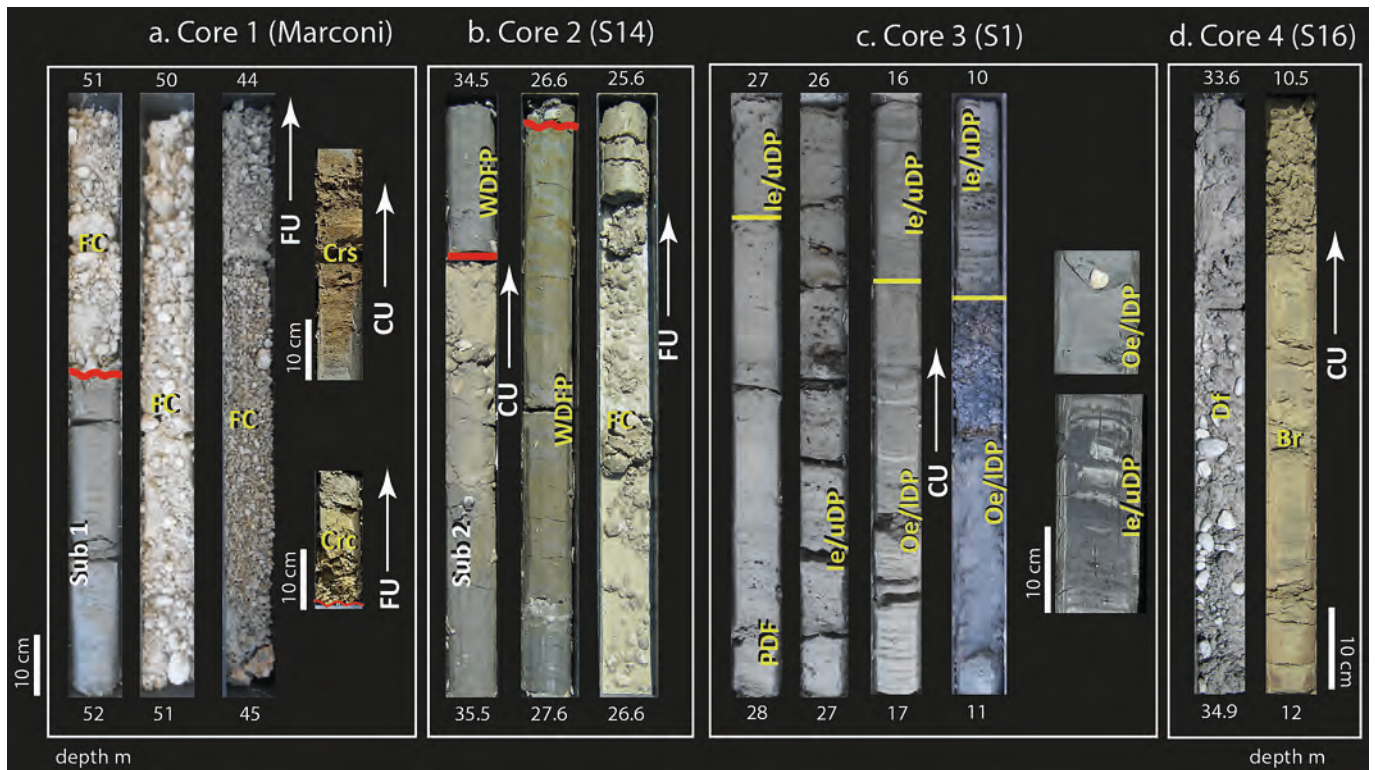 a. Core 1 (Marconi)
51
50
44
FC
FC
FC
Sub 1
FU
Crs
CU
10 cm
Crc
10 cm
FU
10 cm
52
51
45
depth m
b. Core 2 (S14)
34.5
26.6
25.6
WDFP
CU
Sub 2
WDFP
FC
FU
35.5
27.6
26.6
c. Core 3 (S1)
27
26
16
10
Ie/uDP
PDF
Ie/uDP
Ie/uDP
Oe/lDP
CU
Ie/uDP
Oe/lDP
Oe/lDP
Ie/uDP
10 cm
28
27
17
11
d. Core 4 (S16)
33.6
10.5
Df
Br
CU
10 cm
34.9
12
depth m